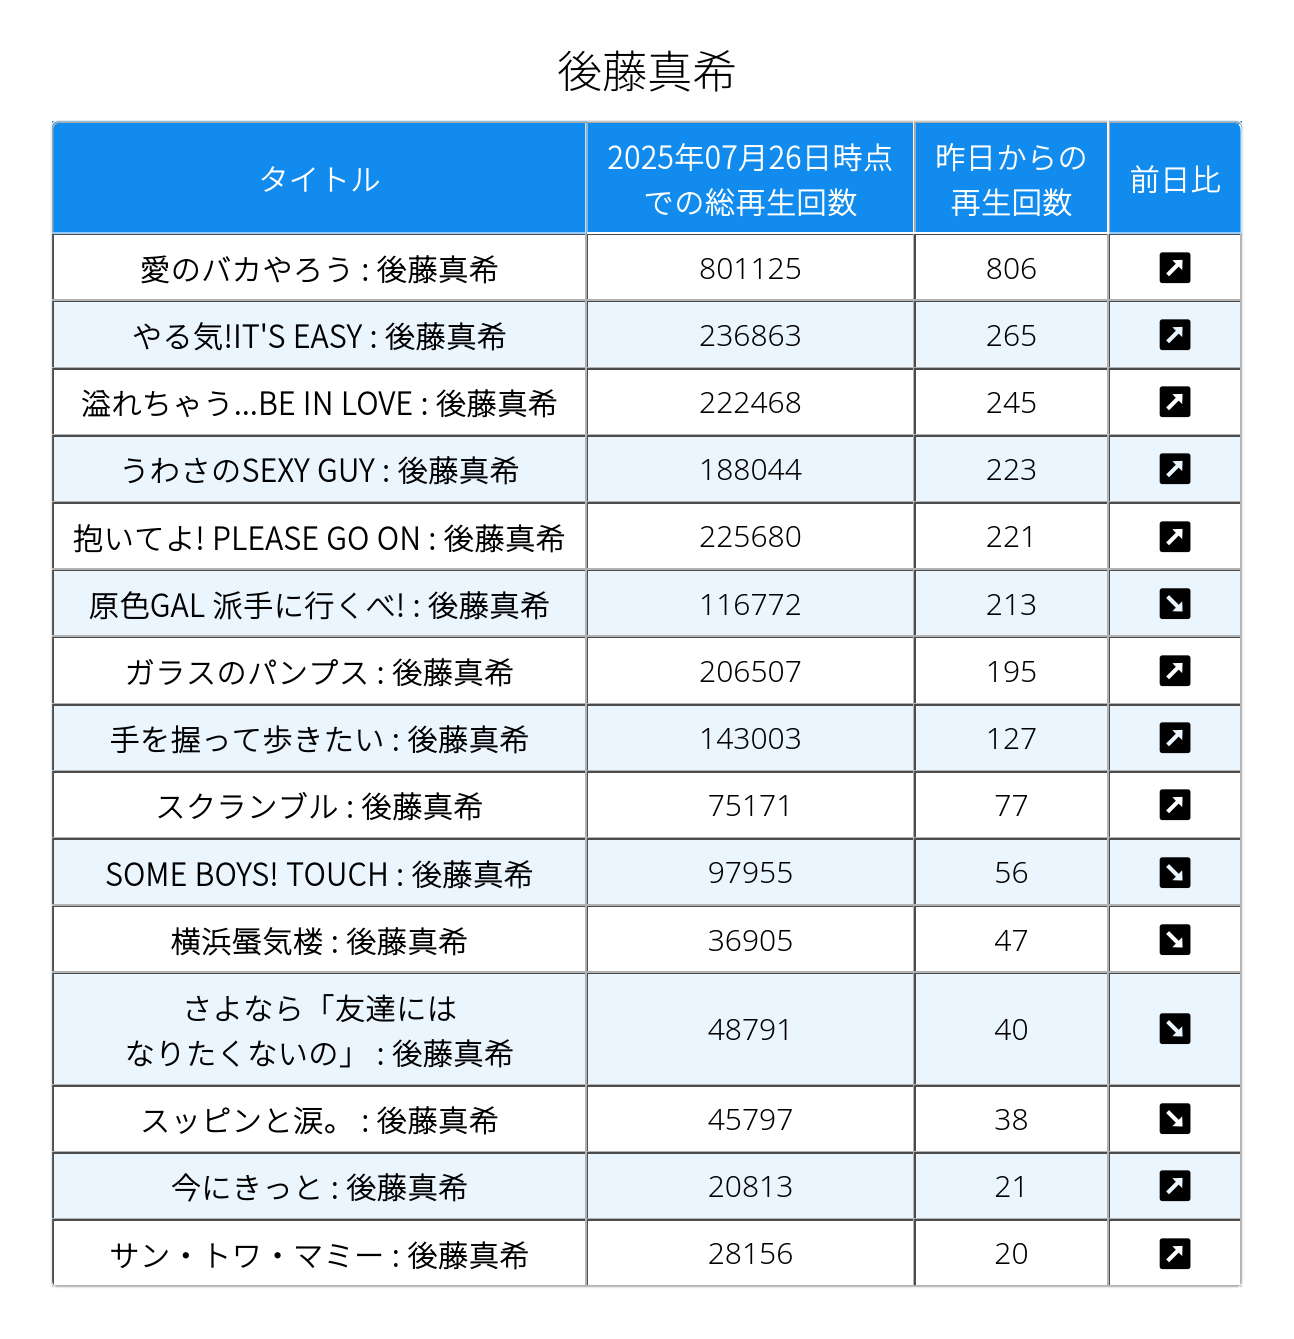 後藤真希
タイトル
2025年07月26日時点
での総再生回数
昨日からの
再生回数
前日比
愛のバカやろう : 後藤真希 801125 806
やる気!IT'S EASY : 後藤真希 236863 265
溢れちゃう...BE IN LOVE : 後藤真希 222468 245
うわさのSEXY GUY : 後藤真希 188044 223
抱いてよ! PLEASE GO ON : 後藤真希 225680 221
原色GAL 派手に行くべ! : 後藤真希 116772 213
ガラスのパンプス : 後藤真希 206507 195
手を握って歩きたい : 後藤真希 143003 127
スクランブル : 後藤真希 75171 77
SOME BOYS! TOUCH : 後藤真希 97955 56
横浜蜃気楼 : 後藤真希 36905 47
さよなら「友達には
なりたくないの」 : 後藤真希 48791 40
スッピンと涙。 : 後藤真希 45797 38
今にきっと : 後藤真希 20813 21
サン・トワ・マミー : 後藤真希 28156 20